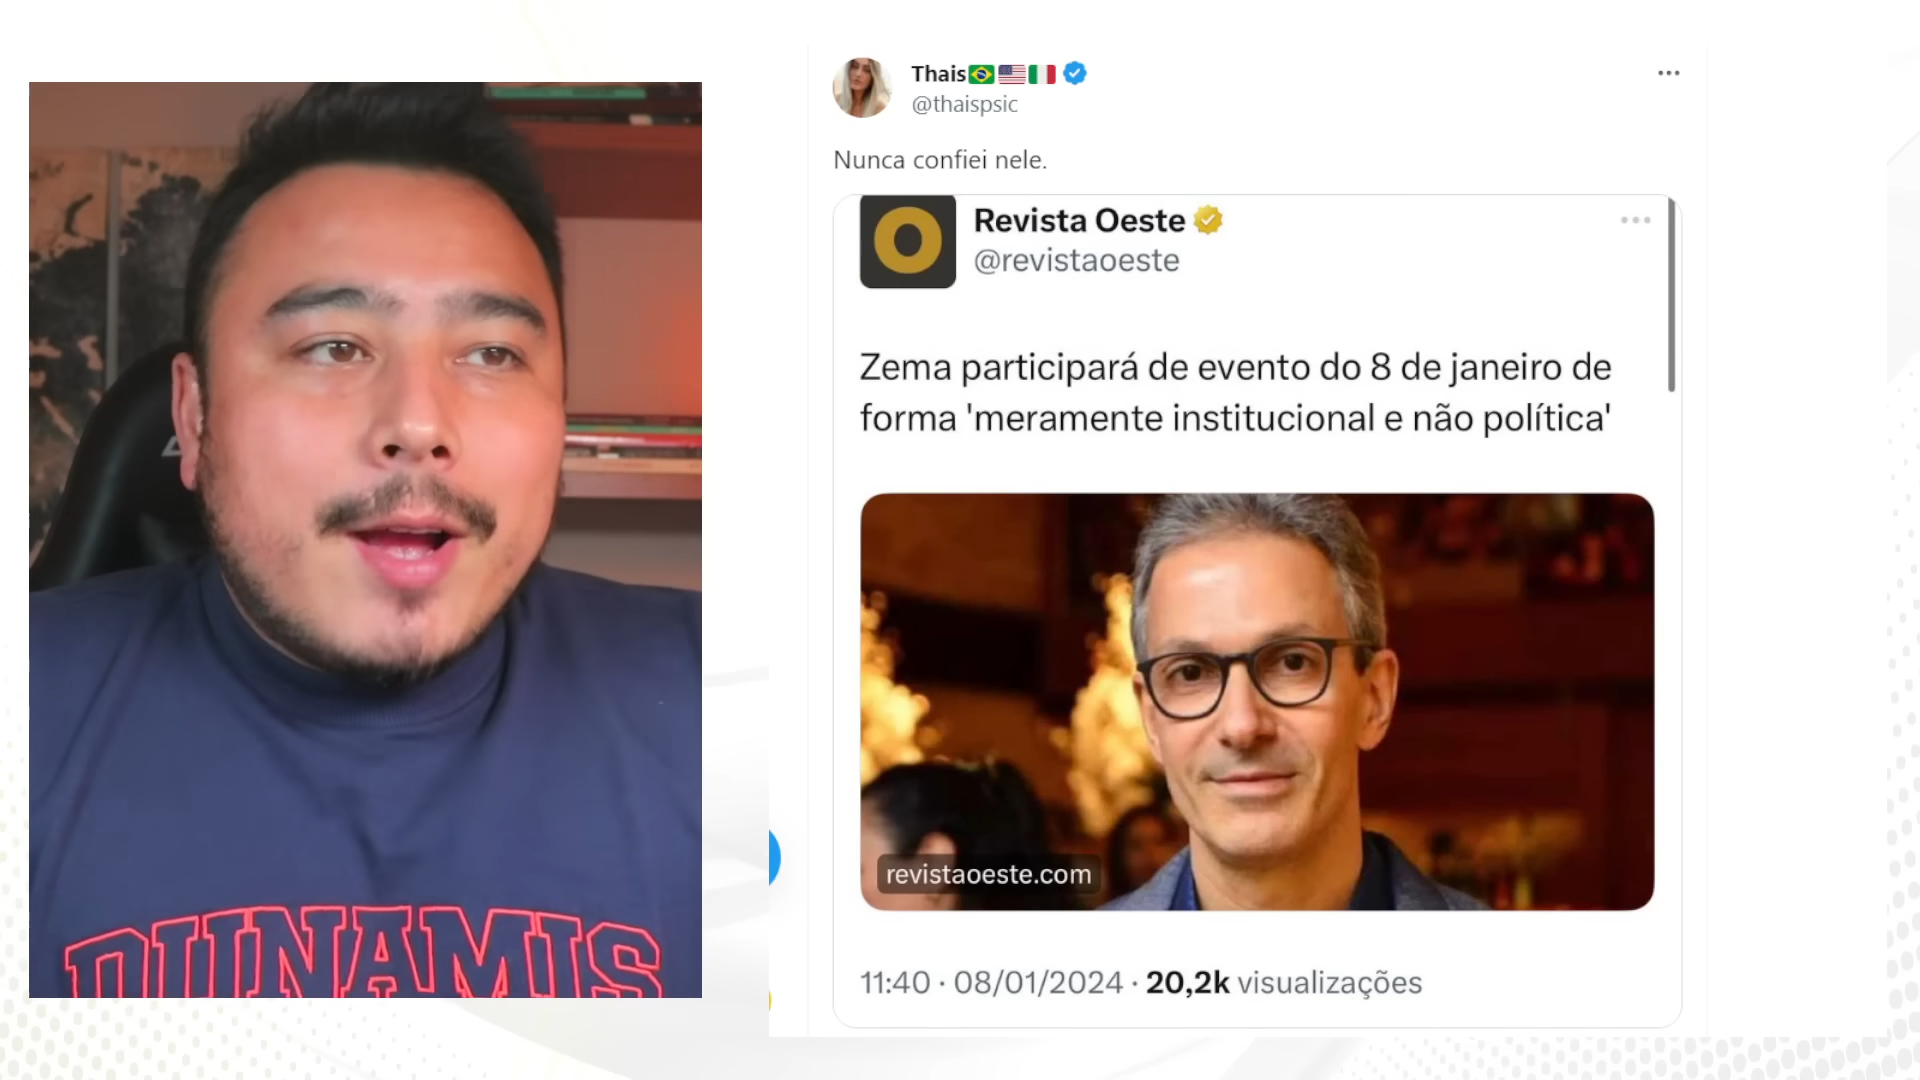 DUNAMIS
Thais
@thaispsic
Nunca confiei nele.
Revista Oeste
@revistaoeste
Zema participará de evento do 8 de janeiro de
forma 'meramente institucional e não política'
revistaoeste.com
11:40 · 08/01/2024 · 20,2k visualizações